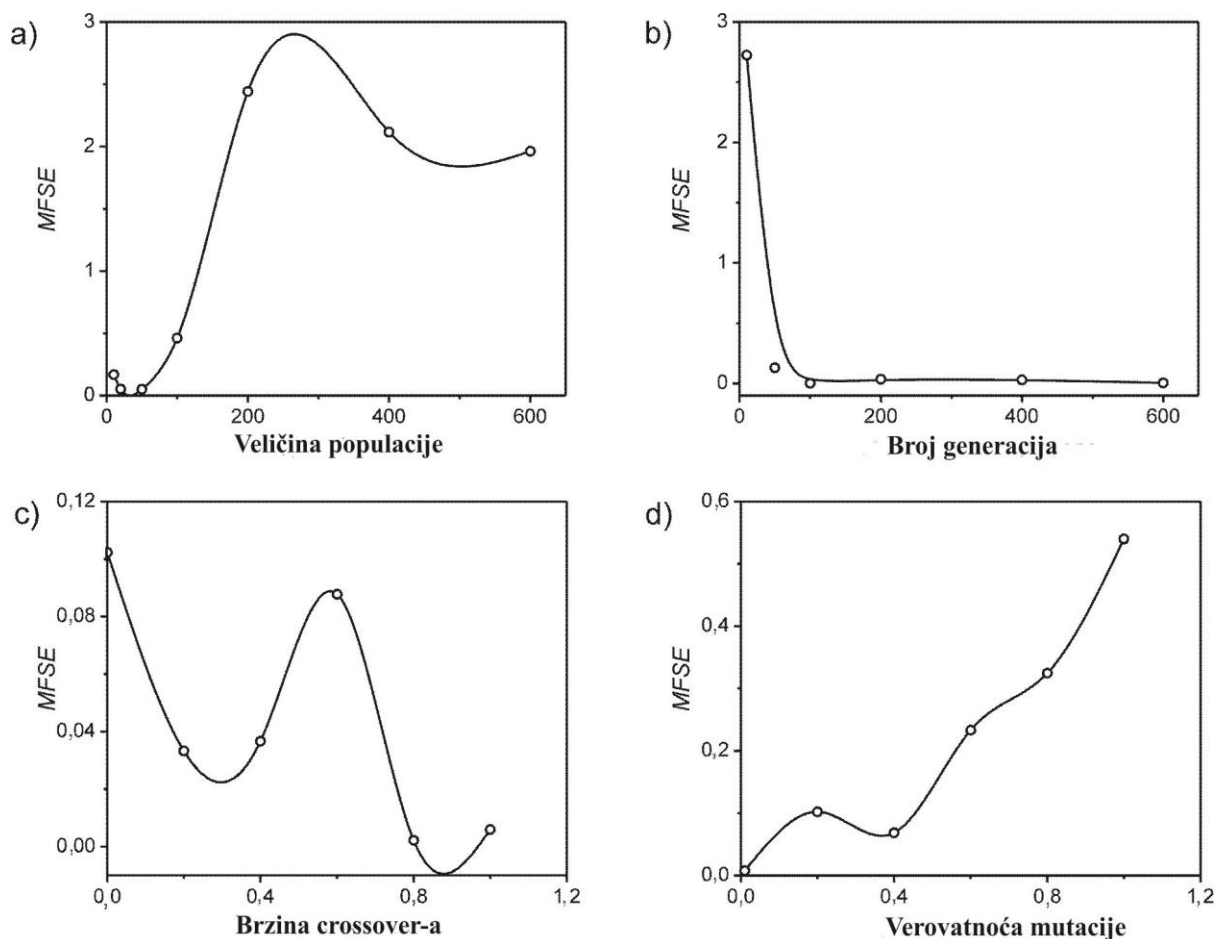 a)
3
2
1
0
MFSE
0 200 400 600
Veličina populacije
b)
3
2
1
0
MFSE
0 200 400 600
Broj generacija
c)
0,12
0,08
0,04
0,00
MFSE
0,0 0,4 0,8 1,2
Brzina crossover-a
d)
0,6
0,4
0,2
0,0
MFSE
0,0 0,4 0,8 1,2
Verovatnoća mutacije